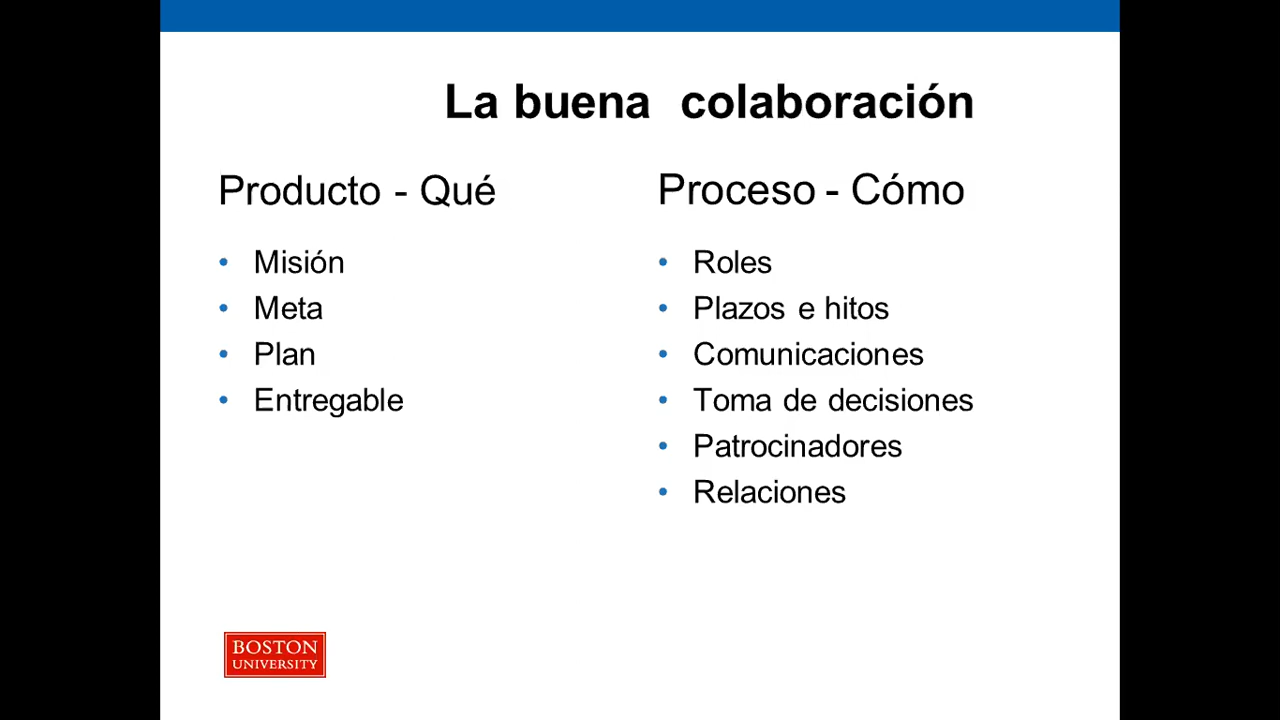 La buena colaboración
Producto - Qué
Misión
Meta
Plan
Entregable
Proceso - Cómo
Roles
Plazos e hitos
Comunicaciones
Toma de decisiones
Patrocinadores
Relaciones
BOSTON
UNIVERSITY